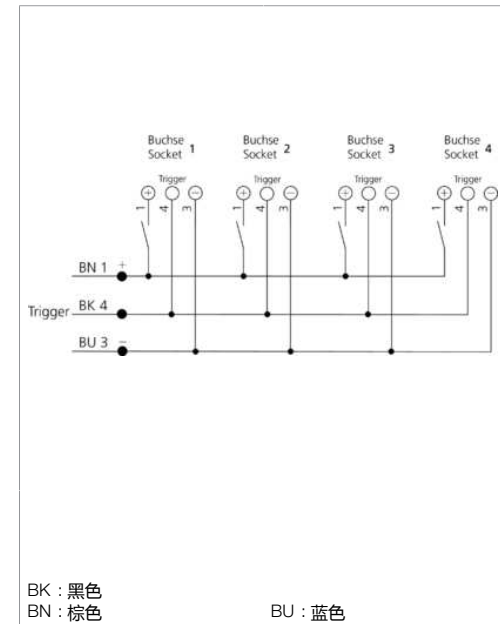 Buchse Socket 1 Buchse Socket 2 Buchse Socket 3 Buchse Socket 4
Trigger Trigger Trigger Trigger
+ − + − + − + −
1 4 3 1 4 3 1 4 3 1 4 3
BN 1 +
Trigger BK 4
BU 3 −
BK : 黑色
BN : 棕色 BU : 蓝色